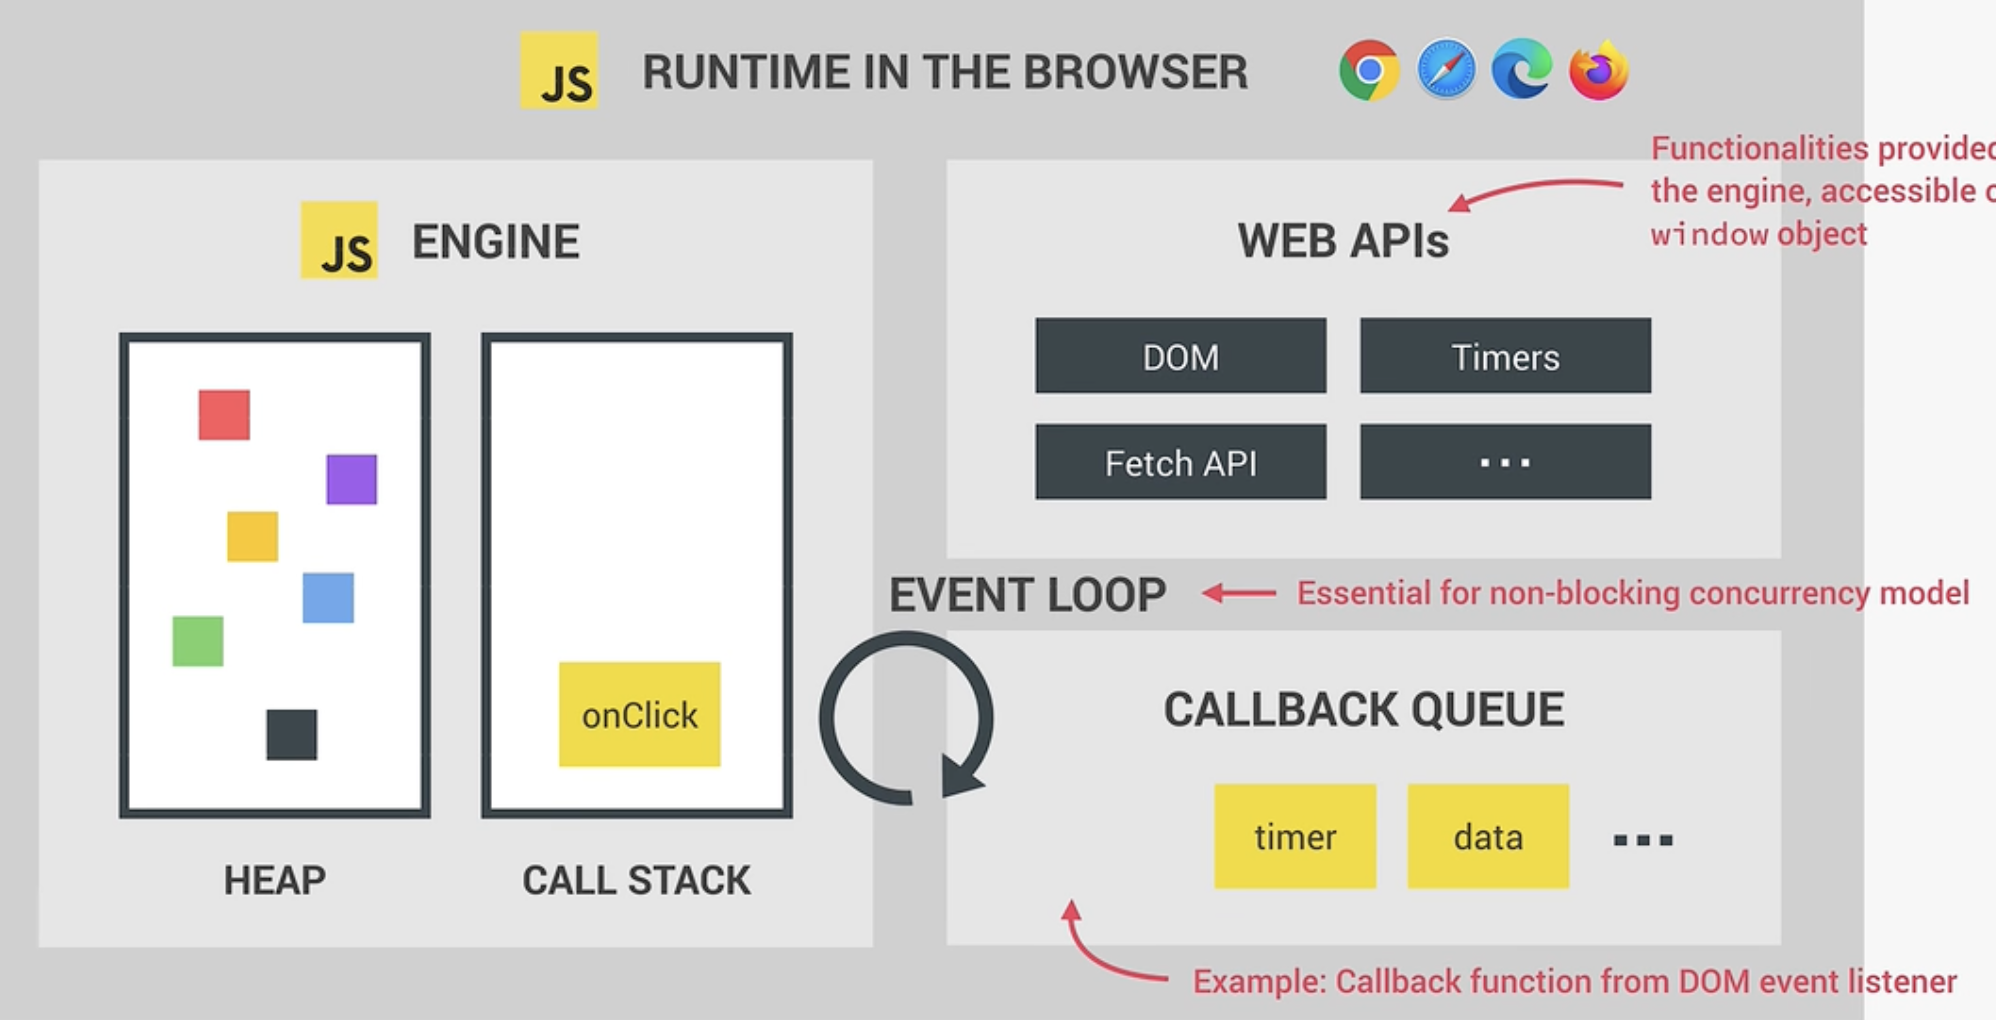 JS RUNTIME IN THE BROWSER
Functionalities provided
the engine, accessible
window object
JS ENGINE
WEB APIs
DOM
Timers
Fetch API
...
EVENT LOOP
Essential for non-blocking concurrency model
onClick
CALLBACK QUEUE
timer
data
...
HEAP
CALL STACK
Example: Callback function from DOM event listener